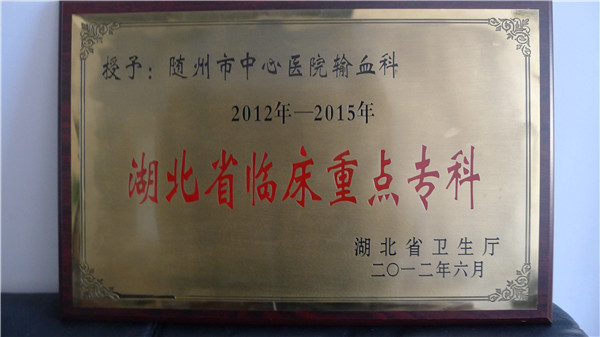 授予：随州市中心医院输血科
2012年—2015年
湖北省临床重点专科
湖北省卫生厅
二〇一二年六月